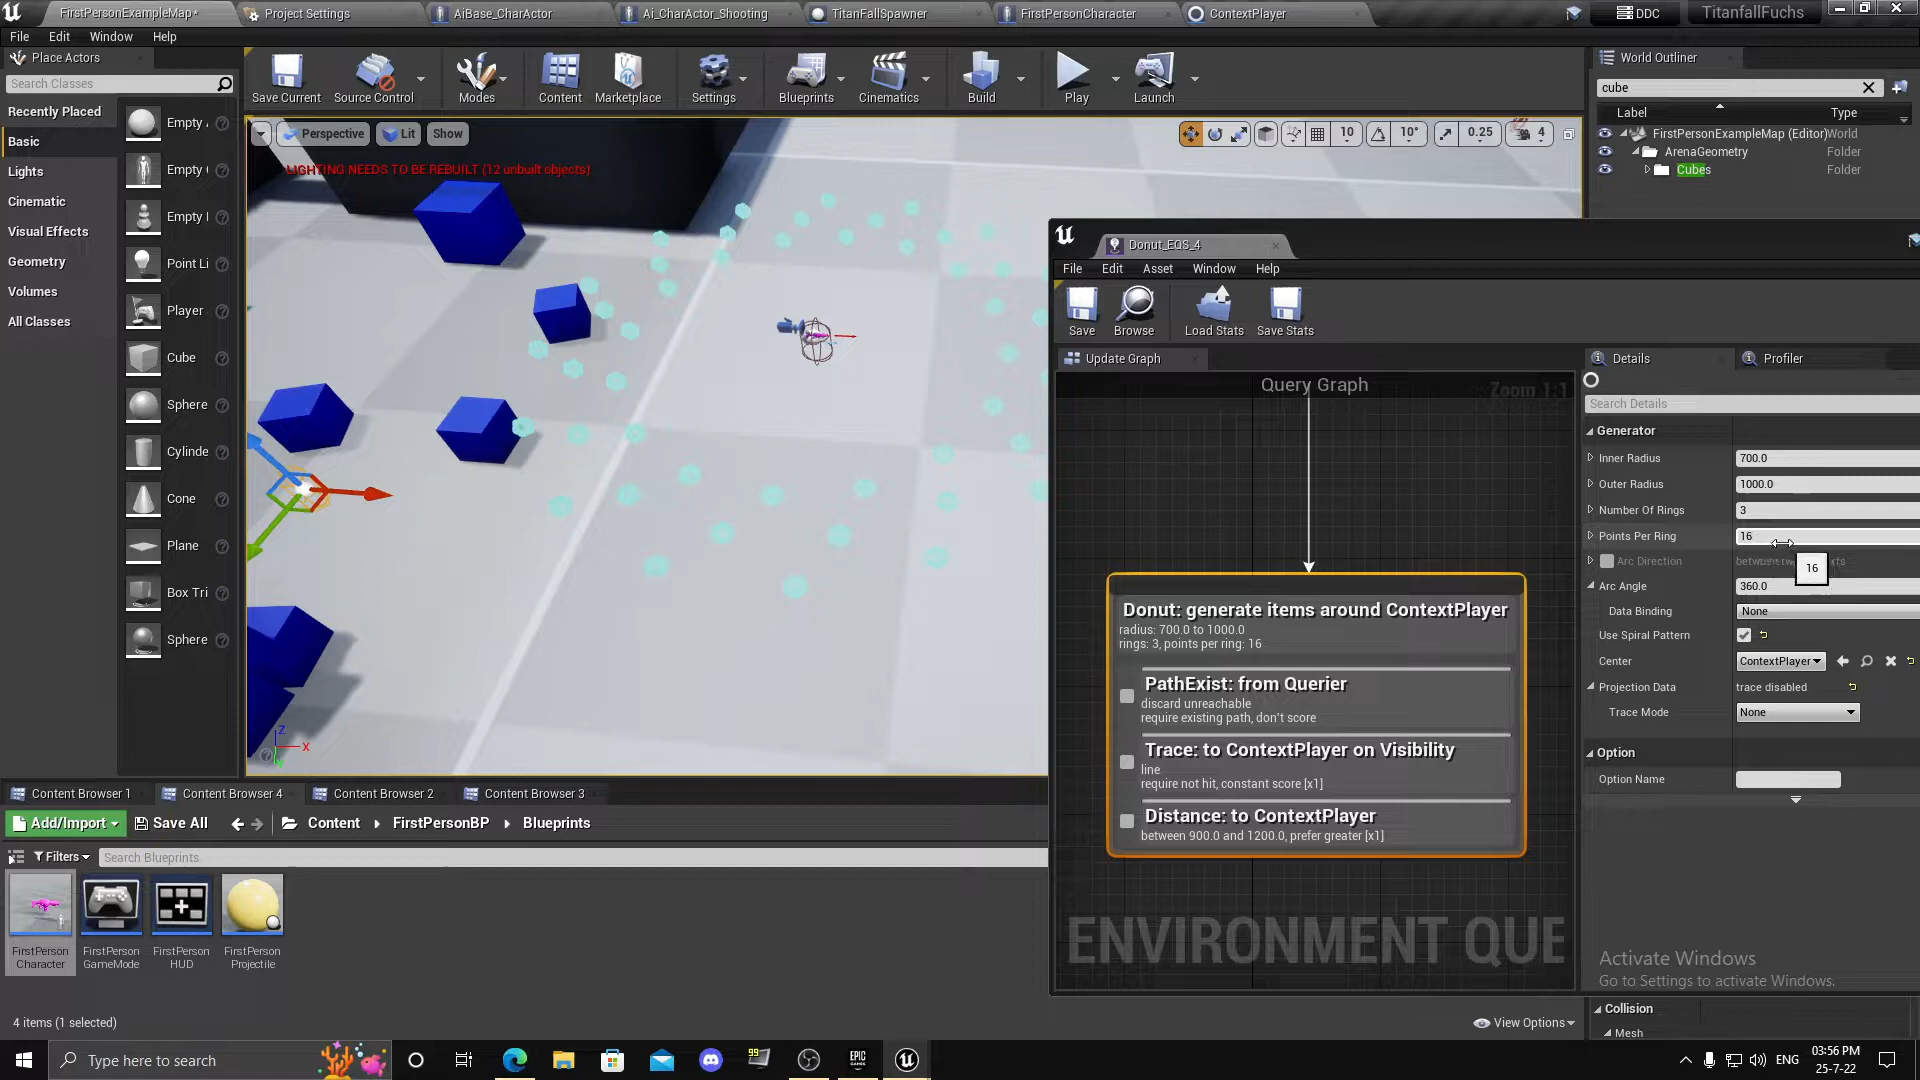 FirstPersonExampleMap*
Project Settings
AiBase_CharActor
Ai_CharActor_Shooting
TitanFallSpawner
FirstPersonCharacter
ContextPlayer
DDC
TitanfallFuchs
File Edit Window Help
Place Actors
Search Classes
Recently Placed
Basic
Lights
Cinematic
Visual Effects
Geometry
Volumes
All Classes
Empty
Empty
Empty
Point Li
Player
Cube
Sphere
Cylinde
Cone
Plane
Box Tri
Sphere
Save Current
Source Control
Modes
Content
Marketplace
Settings
Blueprints
Cinematics
Build
Play
Launch
Perspective
Lit
Show
10
10°
0.25
4
LIGHTING NEEDS TO BE REBUILT (12 unbuilt objects)
Z
X
World Outliner
cube
Label Type
FirstPersonExampleMap (Editor) World
ArenaGeometry Folder
Cubes Folder
Donut_EQS_4
File Edit Asset Window Help
Save
Browse
Load Stats
Save Stats
Update Graph
Query Graph
Zoom 1:1
Donut: generate items around ContextPlayer
radius: 700.0 to 1000.0
rings: 3, points per ring: 16
PathExist: from Querier
discard unreachable
require existing path, don't score
Trace: to ContextPlayer on Visibility
line
require not hit, constant score [x1]
Distance: to ContextPlayer
between 900.0 and 1200.0, prefer greater [x1]
ENVIRONMENT QUE
Details
Profiler
Search Details
Generator
Inner Radius 700.0
Outer Radius 1000.0
Number Of Rings 3
Points Per Ring 16
Arc Direction
16
Arc Angle 360.0
Data Binding None
Use Spiral Pattern
Center ContextPlayer
Projection Data trace disabled
Trace Mode None
Option
Option Name
Activate Windows
Go to Settings to activate Windows.
Collision
Mesh
Content Browser 1
Content Browser 4
Content Browser 2
Content Browser 3
Add/Import
Save All
Content
FirstPersonBP
Blueprints
Filters
Search Blueprints
FirstPerson
Character
FirstPerson
GameMode
FirstPerson
HUD
FirstPerson
Projectile
4 items (1 selected)
View Options
Type here to search
99
EPIC
GAMES
ENG
03:56 PM
25-7-22